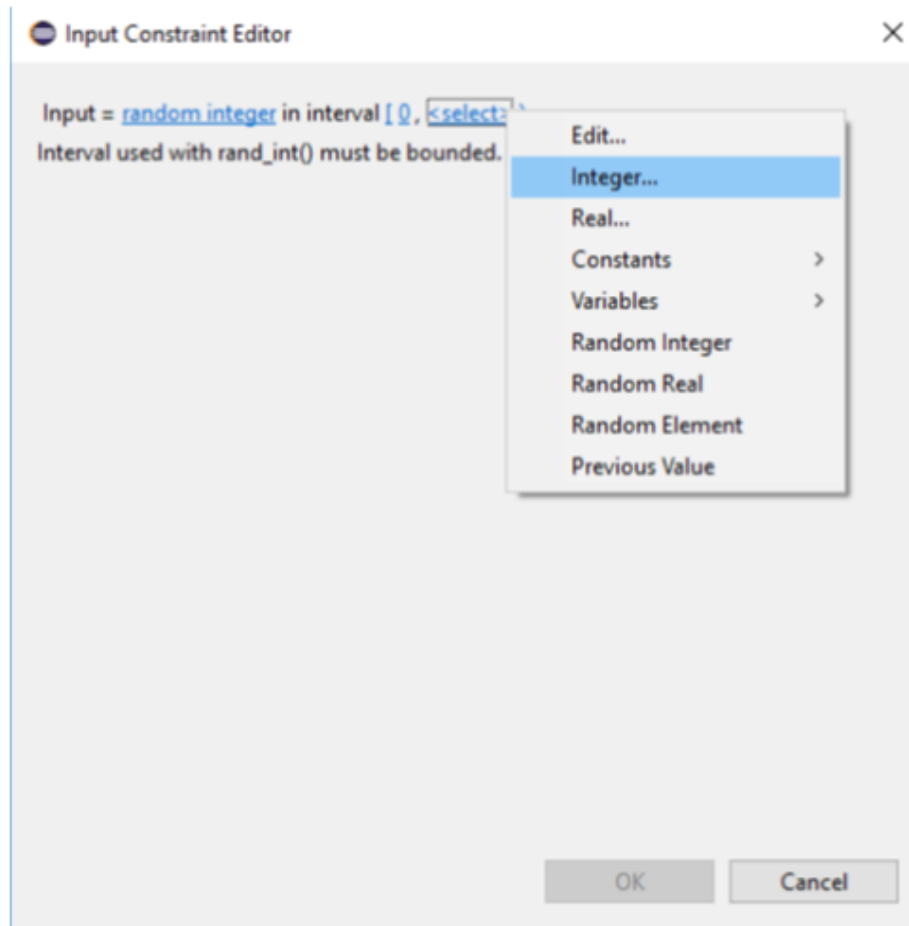 Input Constraint Editor
Input = random integer in interval [ 0 , <select>
Interval used with rand_int() must be bounded.
Edit...
Integer...
Real...
Constants
Variables
Random Integer
Random Real
Random Element
Previous Value
OK
Cancel